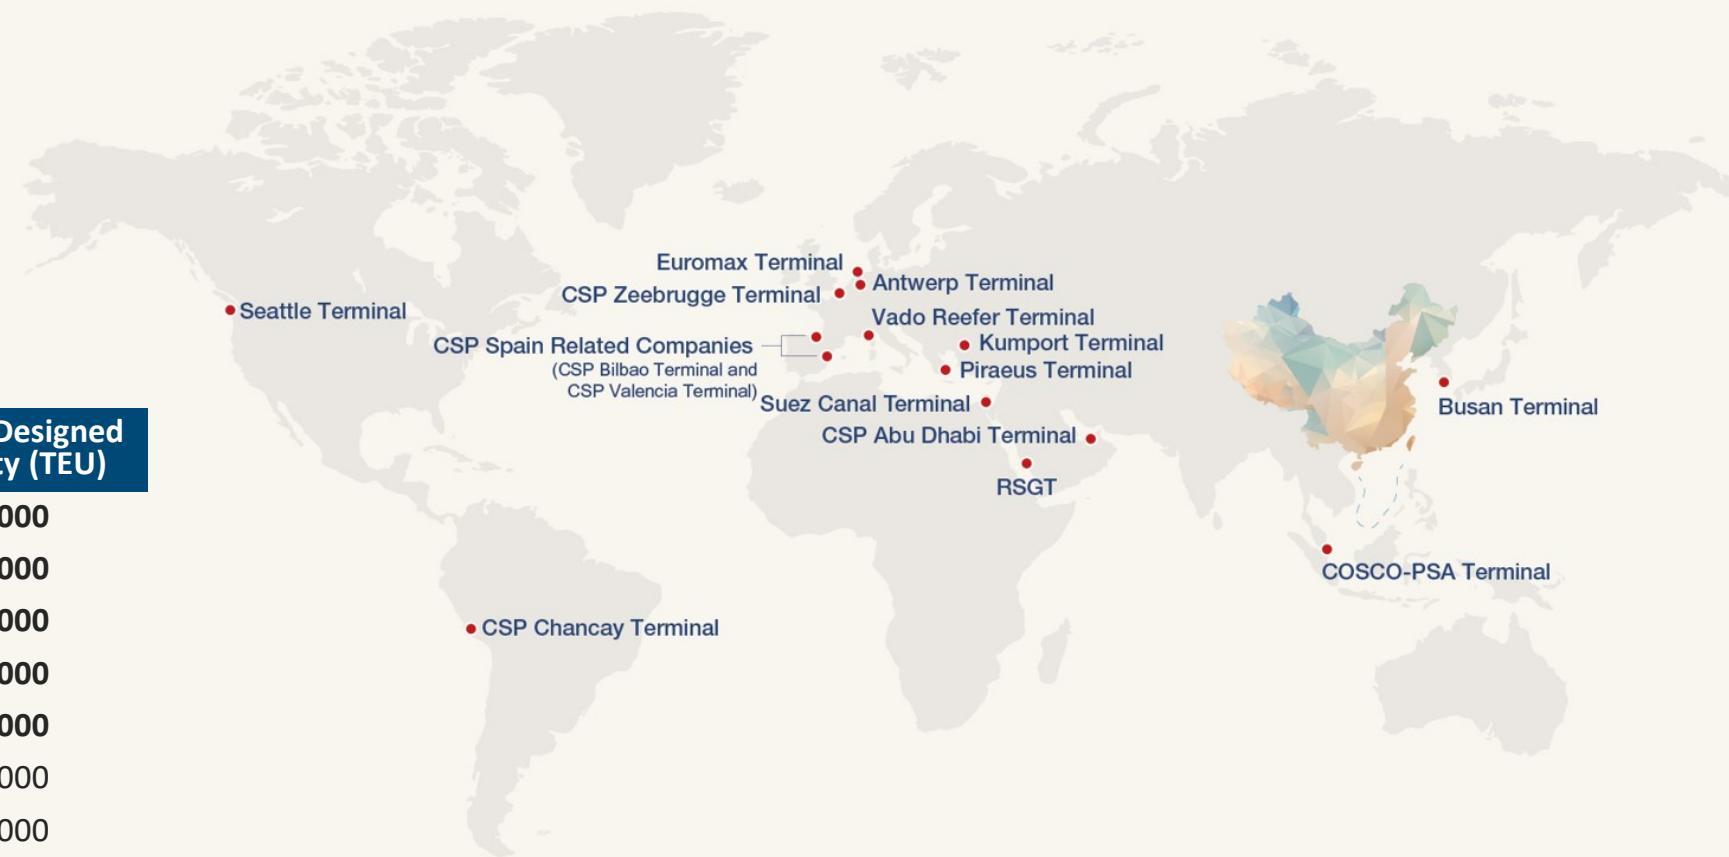 Euromax Terminal
Antwerp Terminal
CSP Zeebrugge Terminal
Seattle Terminal
Vado Reefer Terminal
CSP Spain Related Companies
(CSP Bilbao Terminal and
CSP Valencia Terminal)
Kumport Terminal
Piraeus Terminal
Suez Canal Terminal
Busan Terminal
CSP Abu Dhabi Terminal
RSGT
COSCO-PSA Terminal
CSP Chancay Terminal
Designed
(TEU)
000
000
000
000
000
000
000